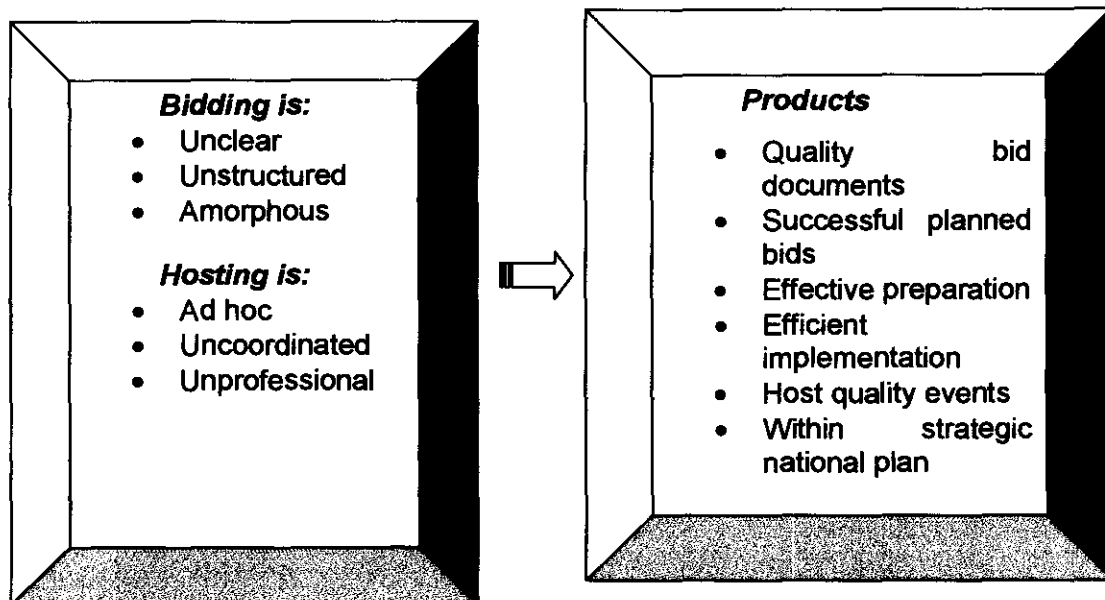 Bidding is:
• Unclear
• Unstructured
• Amorphous
Hosting is:
• Ad hoc
• Uncoordinated
• Unprofessional
Products
• Quality bid
documents
• Successful planned
bids
• Effective preparation
• Efficient
implementation
• Host quality events
• Within strategic
national plan